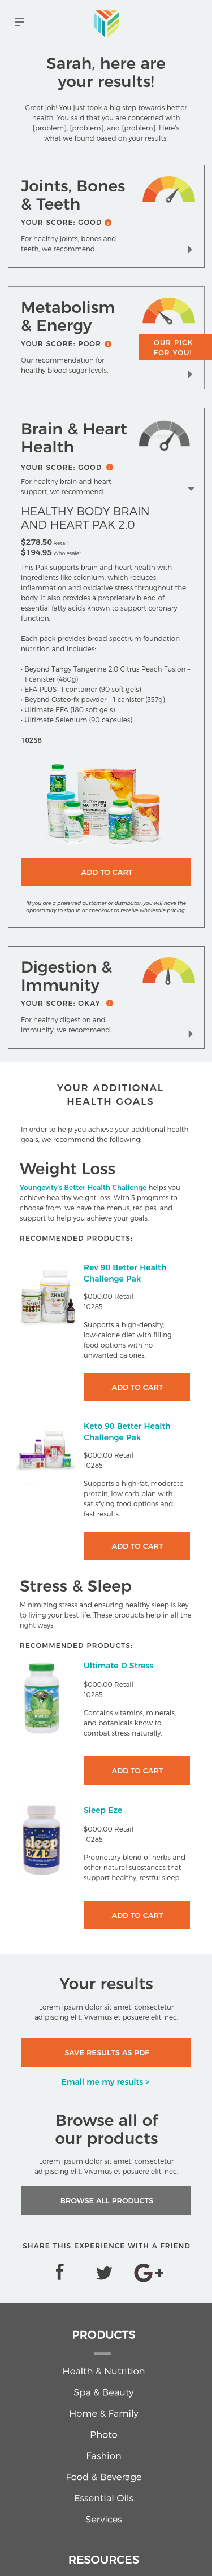 Sarah, here are
your results!
Great job! You just took a big step towards better
health. You said that you are concerned with
[problem], [problem], and [problem]. Here's
what we found based on your results.
Joints, Bones
& Teeth
YOUR SCORE: GOOD i
For healthy joints, bones and
teeth, we recommend...
Metabolism
& Energy
YOUR SCORE: POOR i
OUR PICK
FOR YOU!
Our recommendation for
healthy blood sugar levels...
Brain & Heart
Health
YOUR SCORE: GOOD i
For healthy brain and heart
support, we recommend...
HEALTHY BODY BRAIN
AND HEART PAK 2.0
$278.50 Retail
$194.95 Wholesale*
This Pak supports brain and heart health with
ingredients like selenium, which reduces
inflammation and oxidative stress throughout the
body. It also provides a proprietary blend of
essential fatty acids known to support coronary
function.
Each pack provides broad spectrum foundation
nutrition and includes:
• Beyond Tangy Tangerine 2.0 Citrus Peach Fusion –
1 canister (480g)
• EFA PLUS –1 container (90 soft gels)
• Beyond Osteo-fx powder – 1 canister (357g)
• Ultimate EFA (180 soft gels)
• Ultimate Selenium (90 capsules)
10258
ADD TO CART
*If you are a preferred customer or distributor, you will have the
opportunity to sign in at checkout to receive wholesale pricing.
Digestion &
Immunity
YOUR SCORE: OKAY i
For healthy digestion and
immunity, we recommend...
YOUR ADDITIONAL
HEALTH GOALS
In order to help you achieve your additional health
goals, we recommend the following:
Weight Loss
Youngevity's Better Health Challenge helps you
achieve healthy weight loss. With 3 programs to
choose from, we have the menus, recipes, and
support to help you achieve your goals.
RECOMMENDED PRODUCTS:
Rev 90 Better Health
Challenge Pak
$000.00 Retail
10285
Supports a high-density,
low-calorie diet with filling
food options with no
unwanted calories.
ADD TO CART
Keto 90 Better Health
Challenge Pak
$000.00 Retail
10285
Supports a high-fat, moderate
protein, low carb plan with
satisfying food options and
fast results.
ADD TO CART
Stress & Sleep
Minimizing stress and ensuring healthy sleep is key
to living your best life. These products help in all the
right ways.
RECOMMENDED PRODUCTS:
Ultimate D Stress
$000.00 Retail
10285
Contains vitamins, minerals,
and botanicals know to
combat stress naturally.
ADD TO CART
Sleep Eze
$000.00 Retail
10285
Proprietary blend of herbs and
other natural substances that
support healthy, restful sleep.
sleep
EZE
ADD TO CART
Your results
Lorem ipsum dolor sit amet, consectetur
adipiscing elit. Vivamus et posuere elit, nec.
SAVE RESULTS AS PDF
Email me my results >
Browse all of
our products
Lorem ipsum dolor sit amet, consectetur
adipiscing elit. Vivamus et posuere elit, nec.
BROWSE ALL PRODUCTS
SHARE THIS EXPERIENCE WITH A FRIEND
f G+
PRODUCTS
Health & Nutrition
Spa & Beauty
Home & Family
Photo
Fashion
Food & Beverage
Essential Oils
Services
RESOURCES